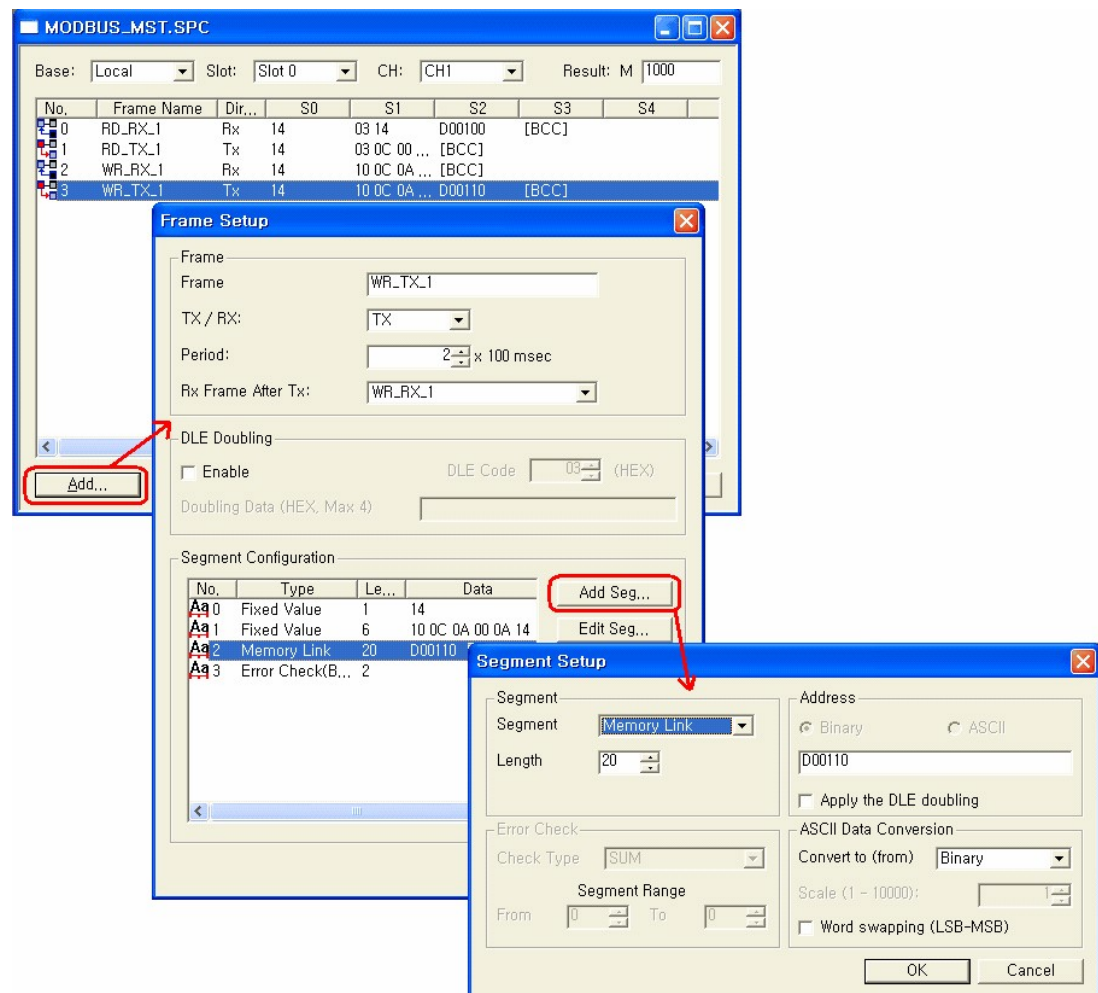 MODBUS_MST.SPC
Base: Local Slot: Slot 0 CH: CH1 Result: M 1000
No. Frame Name Dir... S0 S1 S2 S3 S4
0 RD_RX_1 Rx 14 03 14 D00100 [BCC]
1 RD_TX_1 Tx 14 03 0C 00 ... [BCC]
2 WR_RX_1 Rx 14 10 0C 0A ... [BCC]
3 WR_TX_1 Tx 14 10 0C 0A ... D00110 [BCC]
Add...
Frame Setup
Frame
Frame WR_TX_1
TX / RX: TX
Period: 2 x 100 msec
Rx Frame After Tx: WR_RX_1
DLE Doubling
Enable DLE Code 03 (HEX)
Doubling Data (HEX, Max 4)
Segment Configuration
No. Type Le... Data
0 Fixed Value 1 14
1 Fixed Value 6 10 0C 0A 00 0A 14
2 Memory Link 20 D00110
3 Error Check(B... 2
Add Seg...
Edit Seg...
Segment Setup
Segment
Segment Memory Link
Length 20
Address
Binary ASCII
D00110
Apply the DLE doubling
Error Check
Check Type SUM
Segment Range
From 0 To 0
ASCII Data Conversion
Convert to (from) Binary
Scale (1 - 10000): 1
Word swapping (LSB-MSB)
OK Cancel